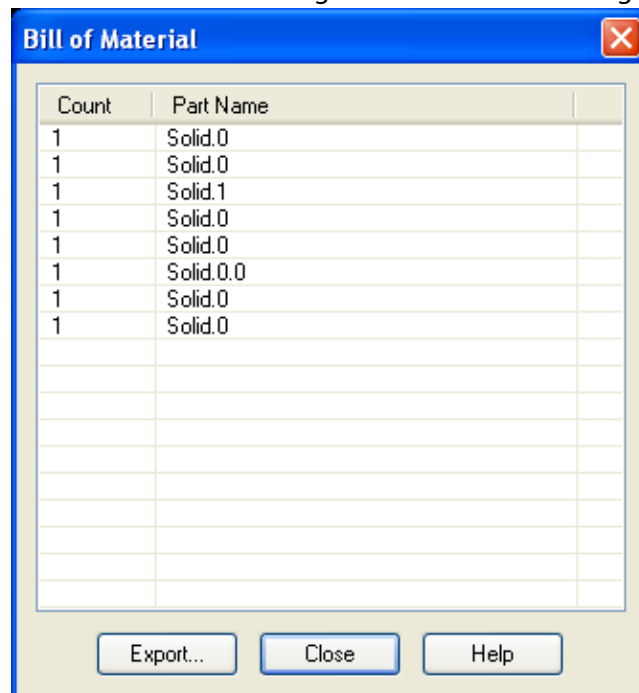 Bill of Material
Count Part Name
1 Solid.0
1 Solid.0
1 Solid.1
1 Solid.0
1 Solid.0
1 Solid.0.0
1 Solid.0
1 Solid.0
Export... Close Help